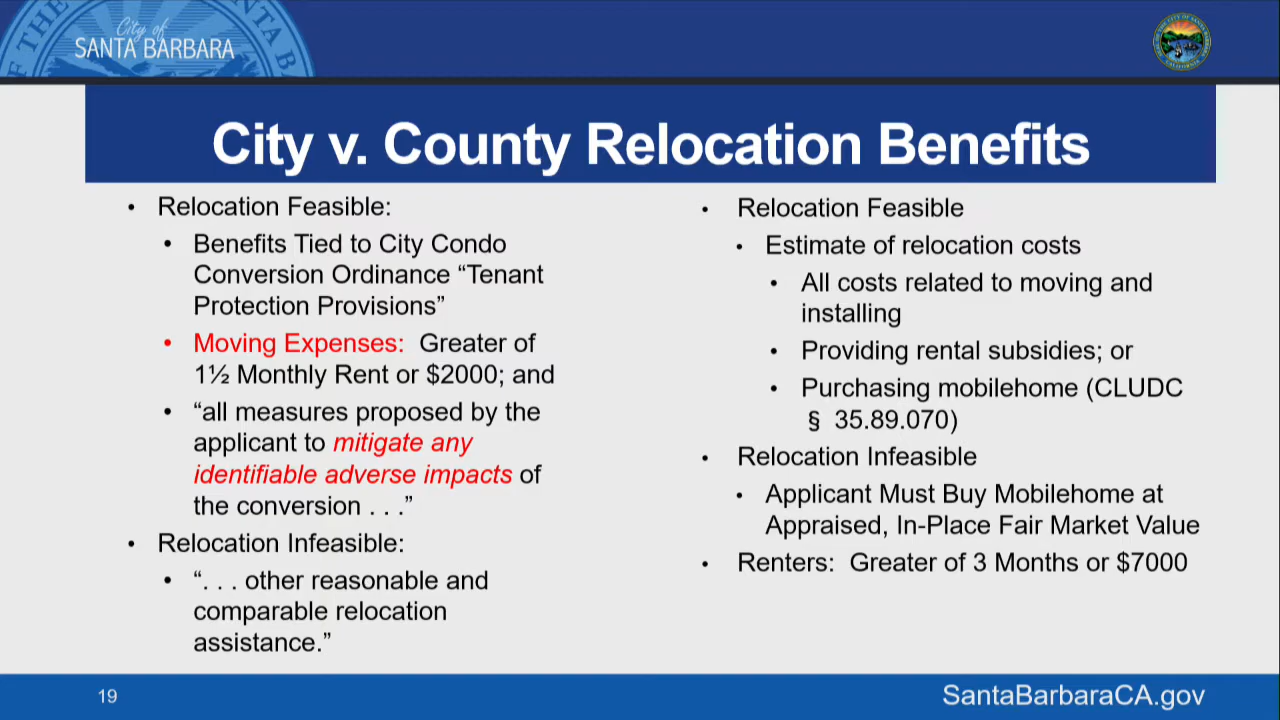 City of
SANTA BARBARA
City v. County Relocation Benefits
• Relocation Feasible:
• Benefits Tied to City Condo
Conversion Ordinance “Tenant
Protection Provisions”
• Moving Expenses: Greater of
1½ Monthly Rent or $2000; and
• “all measures proposed by the
applicant to mitigate any
identifiable adverse impacts of
the conversion . . .”
• Relocation Infeasible:
• “. . . other reasonable and
comparable relocation
assistance.”
• Relocation Feasible
• Estimate of relocation costs
• All costs related to moving and
installing
• Providing rental subsidies; or
• Purchasing mobilehome (CLUDC
§ 35.89.070)
• Relocation Infeasible
• Applicant Must Buy Mobilehome at
Appraised, In-Place Fair Market Value
• Renters: Greater of 3 Months or $7000
19
SantaBarbaraCA.gov